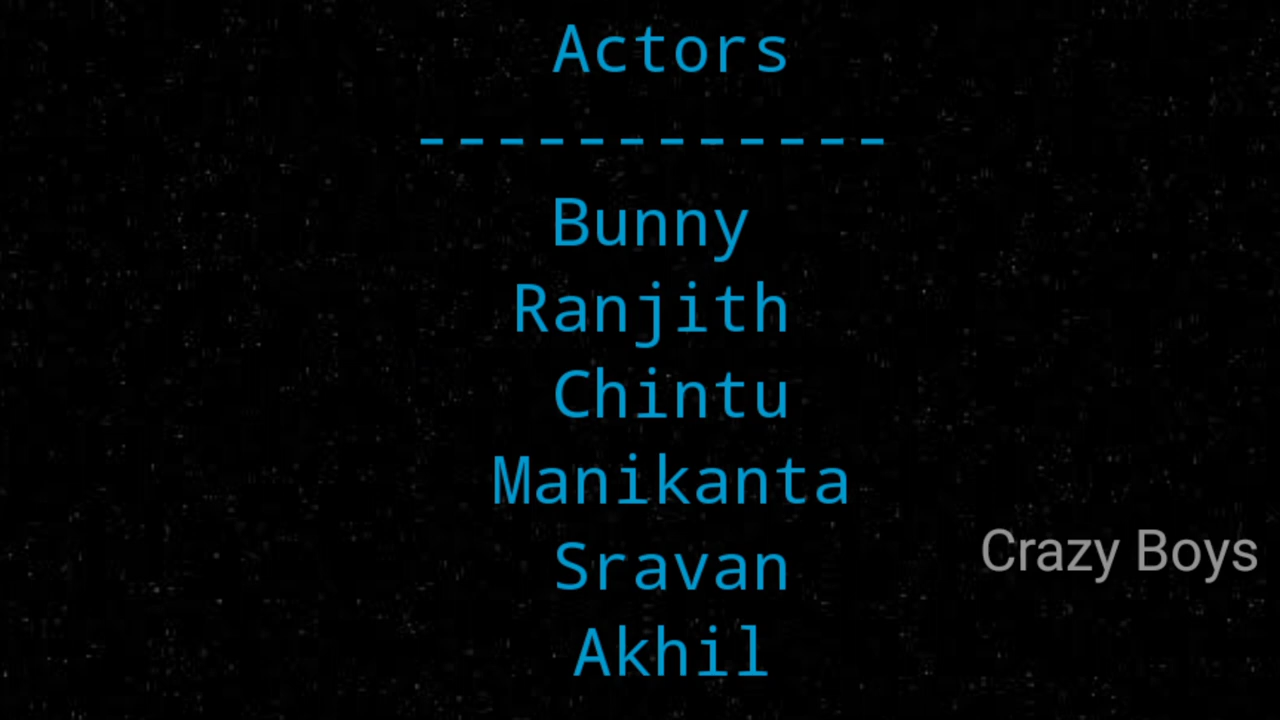 Actors
------------
Bunny
Ranjith
Chintu
Manikanta
Sravan
Crazy Boys
Akhil